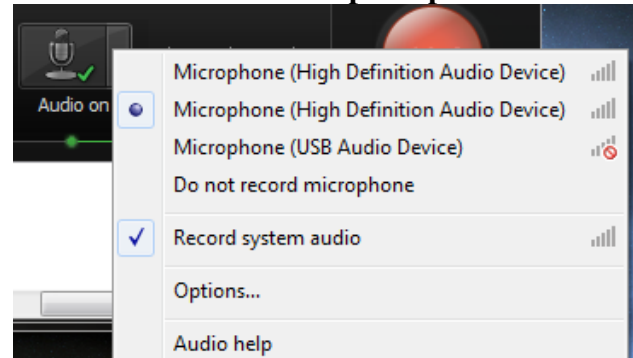 Audio on
Microphone (High Definition Audio Device)
Microphone (High Definition Audio Device)
Microphone (USB Audio Device)
Do not record microphone
Record system audio
Options...
Audio help